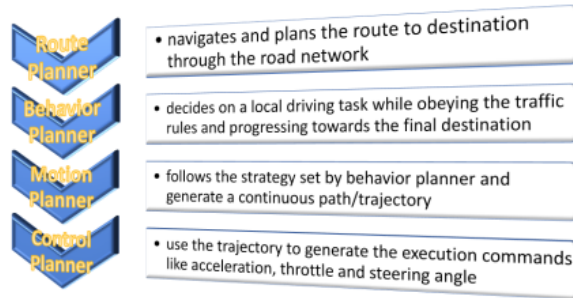 Route
Planner
• navigates and plans the route to destination
through the road network
Behavior
Planner
• decides on a local driving task while obeying the traffic
rules and progressing towards the final destination
Motion
Planner
• follows the strategy set by behavior planner and
generate a continuous path/trajectory
Control
Planner
• use the trajectory to generate the execution commands
like acceleration, throttle and steering angle